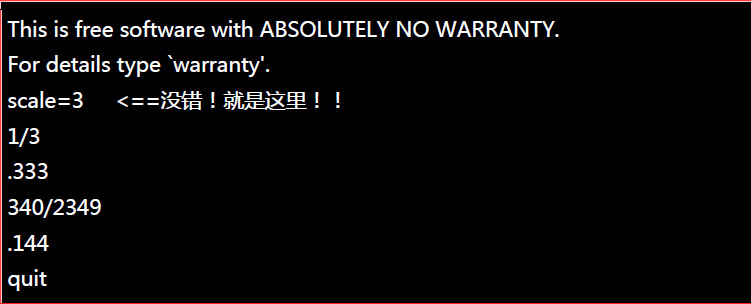 This is free software with ABSOLUTELY NO WARRANTY.
For details type `warranty'.
scale=3 <==没错！就是这里！！
1/3
.333
340/2349
.144
quit